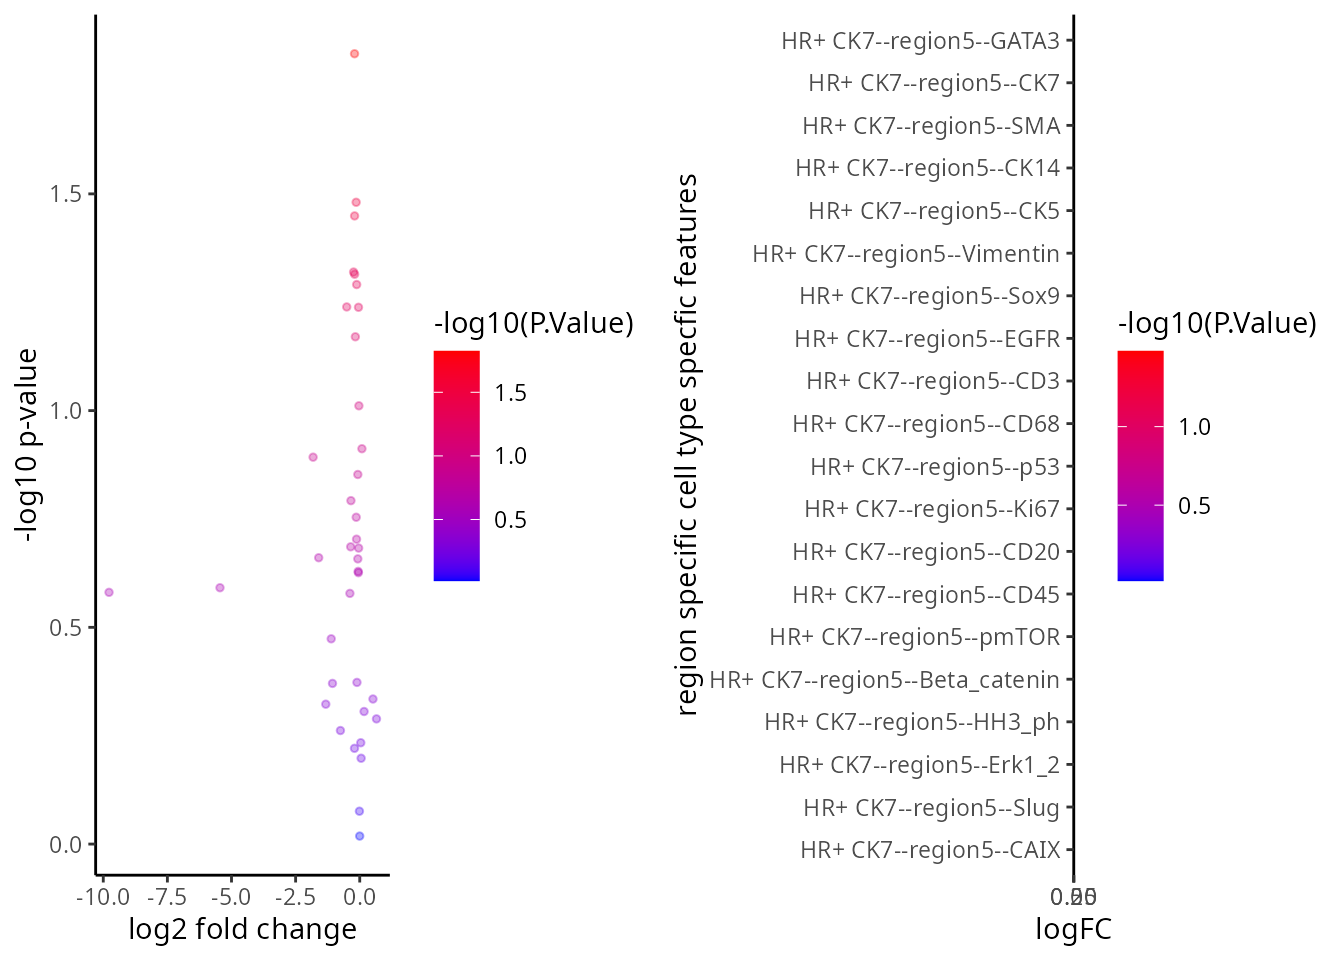 -log10 p-value
1.5
1.0
0.5
0.0
-10.0
-7.5
-5.0
-2.5
0.0
log2 fold change
-log10(P.Value)
1.5
1.0
0.5
region specific cell type specfic features
HR+ CK7--region5--GATA3
HR+ CK7--region5--CK7
HR+ CK7--region5--SMA
HR+ CK7--region5--CK14
HR+ CK7--region5--CK5
HR+ CK7--region5--Vimentin
HR+ CK7--region5--Sox9
HR+ CK7--region5--EGFR
HR+ CK7--region5--CD3
HR+ CK7--region5--CD68
HR+ CK7--region5--p53
HR+ CK7--region5--Ki67
HR+ CK7--region5--CD20
HR+ CK7--region5--CD45
HR+ CK7--region5--pmTOR
HR+ CK7--region5--Beta_catenin
HR+ CK7--region5--HH3_ph
HR+ CK7--region5--Erk1_2
HR+ CK7--region5--Slug
HR+ CK7--region5--CAIX
logFC
-log10(P.Value)
1.0
0.5